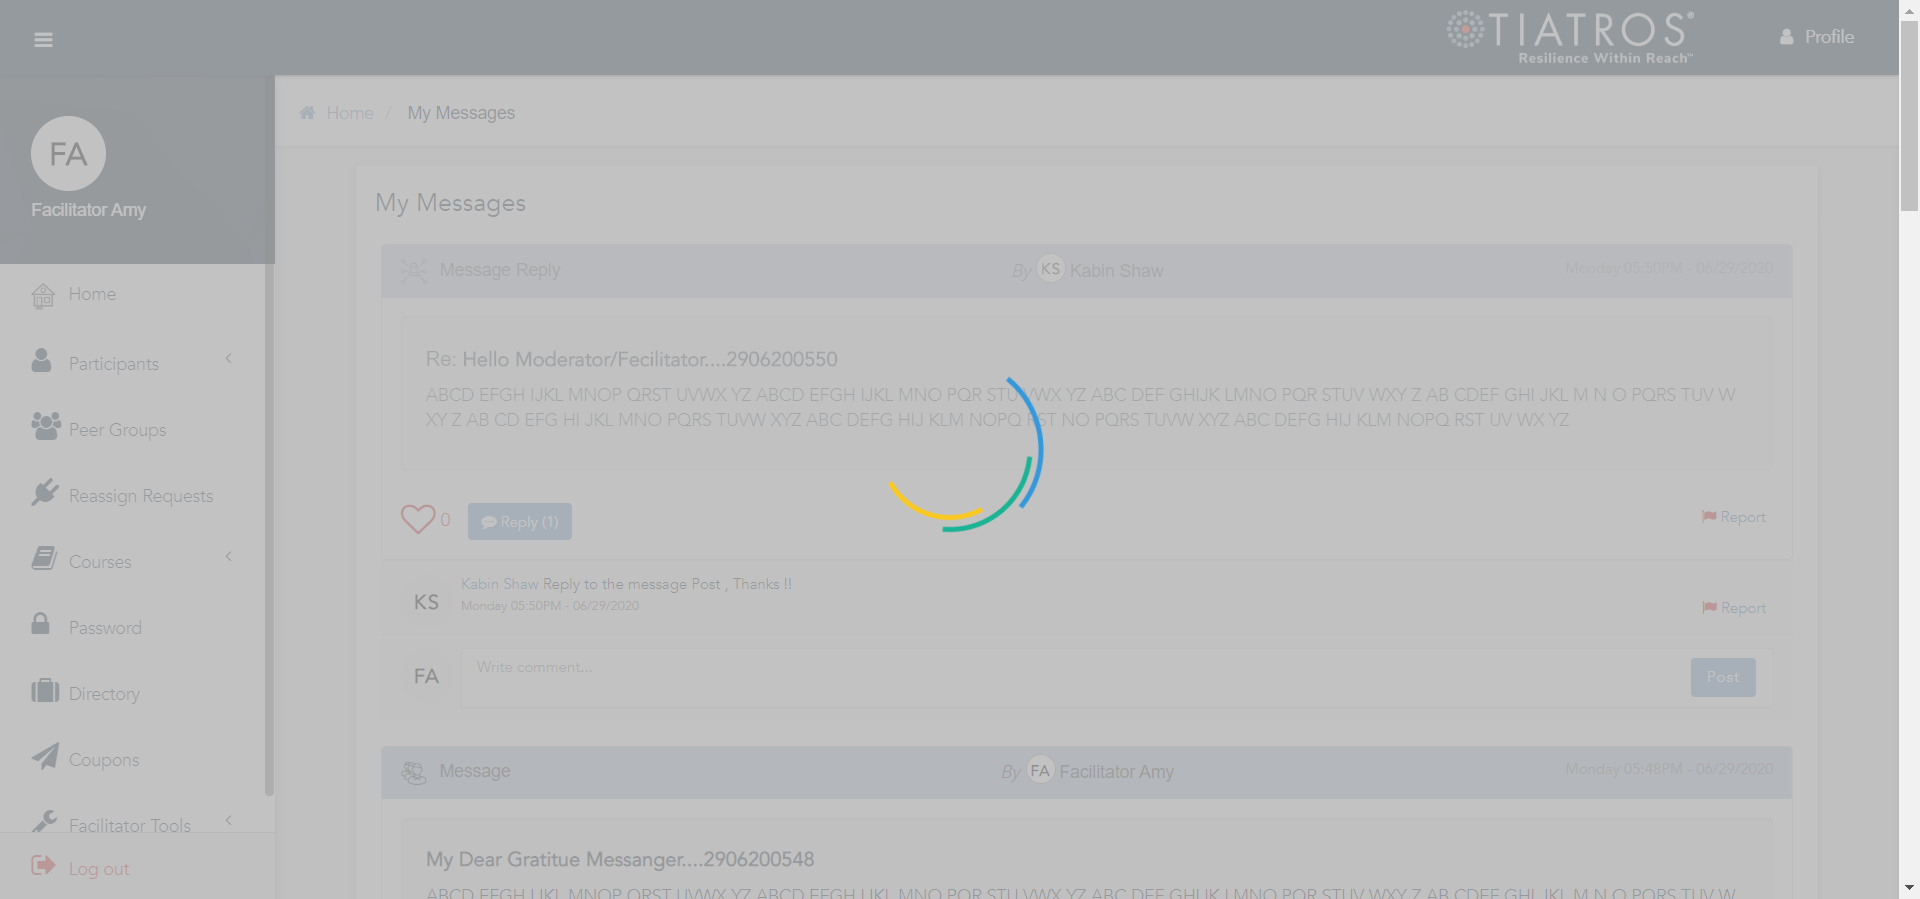 TIATROS®
Resilience Within Reach™
Profile
Home / My Messages
FA
Facilitator Amy
Home
Participants
Peer Groups
Reassign Requests
Courses
Password
Directory
Coupons
Facilitator Tools
Log out
My Messages
Message Reply By KS Kabin Shaw Monday 05:50PM - 06/29/2020
Re: Hello Moderator/Fecilitator....2906200550
ABCD EFGH IJKL MNOP QRST UVWX YZ ABCD EFGH IJKL MNO PQR STU VWX YZ ABC DEF GHIJK LMNO PQR STUV WXY Z AB CDEF GHI JKL M N O PQRS TUV W
XY Z AB CD EFG HI JKL MNO PQRS TUVW XYZ ABC DEFG HIJ KLM NOPQ RST NO PQRS TUVW XYZ ABC DEFG HIJ KLM NOPQ RST UV WX YZ
0 Reply (1) Report
KS Kabin Shaw Reply to the message Post , Thanks !!
Monday 05:50PM - 06/29/2020
Report
FA Write comment... Post
Message By FA Facilitator Amy Monday 05:48PM - 06/29/2020
My Dear Gratitue Messanger....2906200548
ABCD EFGH IJKL MNOP QRST UVWX YZ ABCD EFGH IJKL MNO PQR STU VWX YZ ABC DEF GHIJK LMNO PQR STUV WXY Z AB CDEF GHI JKL M N O PQRS TUV W